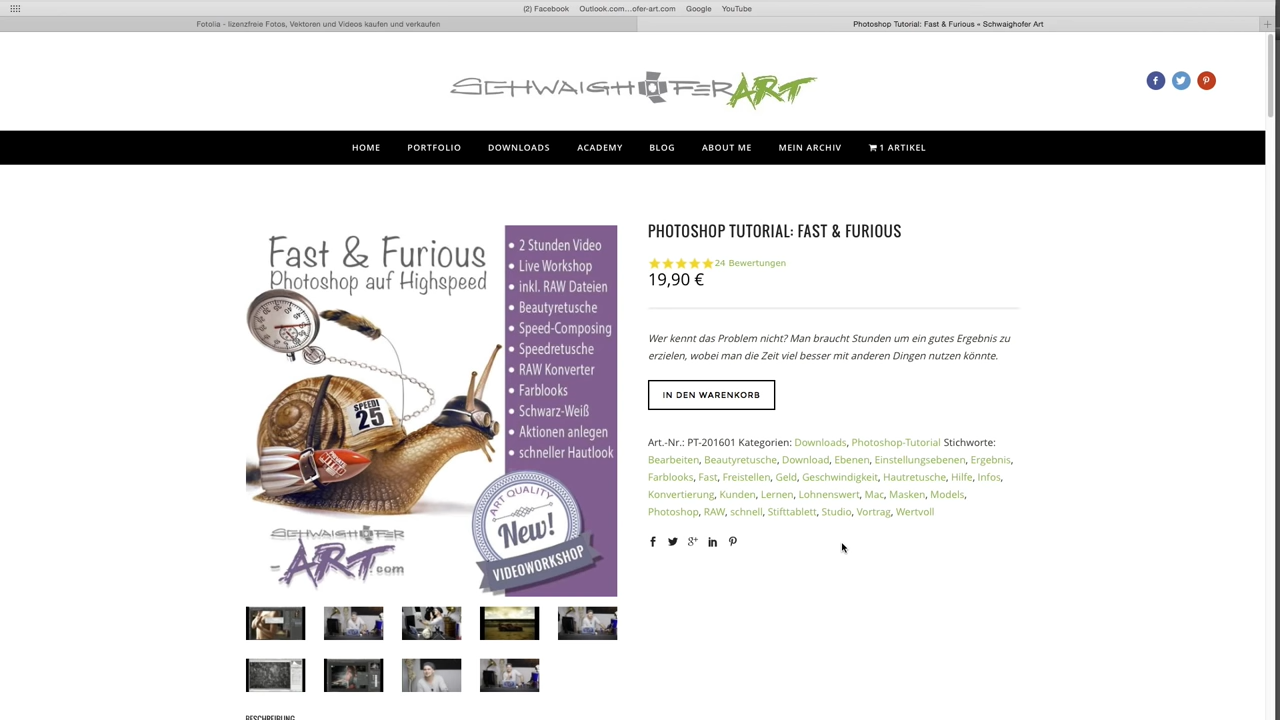 (2) Facebook Outlook.com...ofer-art.com Google YouTube
Fotolia - lizenzfreie Fotos, Vektoren und Videos kaufen und verkaufen
Photoshop Tutorial: Fast & Furious « Schwaighofer Art
SCHWAIGHOFER ART
HOME PORTFOLIO DOWNLOADS ACADEMY BLOG ABOUT ME MEIN ARCHIV 1 ARTIKEL
Fast & Furious
Photoshop auf Highspeed
• 2 Stunden Video
• Live Workshop
• inkl. RAW Dateien
• Beautyretusche
• Speed-Composing
• Speedretusche
• RAW Konverter
• Farblooks
• Schwarz-Weiß
• Aktionen anlegen
• schneller Hautlook
SPEEDI
25
ART QUALITY
New!
VIDEOWORKSHOP
SCHWAIGHOFER
ART.com
PHOTOSHOP TUTORIAL: FAST & FURIOUS
24 Bewertungen
19,90 €
Wer kennt das Problem nicht? Man braucht Stunden um ein gutes Ergebnis zu
erzielen, wobei man die Zeit viel besser mit anderen Dingen nutzen könnte.
IN DEN WARENKORB
Art.-Nr.: PT-201601 Kategorien: Downloads, Photoshop-Tutorial Stichworte:
Bearbeiten, Beautyretusche, Download, Ebenen, Einstellungsebenen, Ergebnis,
Farblooks, Fast, Freistellen, Geld, Geschwindigkeit, Hautretusche, Hilfe, Infos,
Konvertierung, Kunden, Lernen, Lohnenswert, Mac, Masken, Models,
Photoshop, RAW, schnell, Stifttablett, Studio, Vortrag, Wertvoll
BESCHREIBUNG